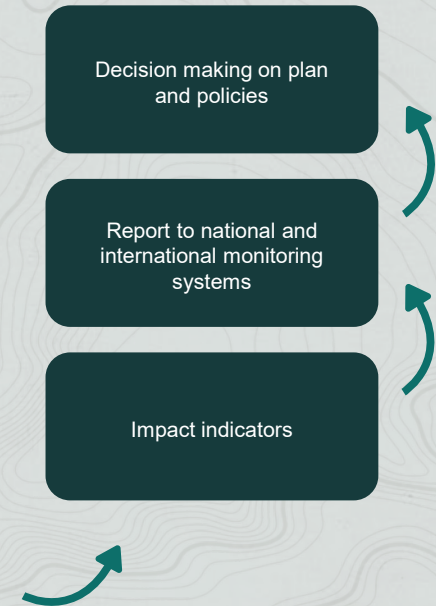 Decision making on plan
and policies
Report to national and
international monitoring
systems
Impact indicators